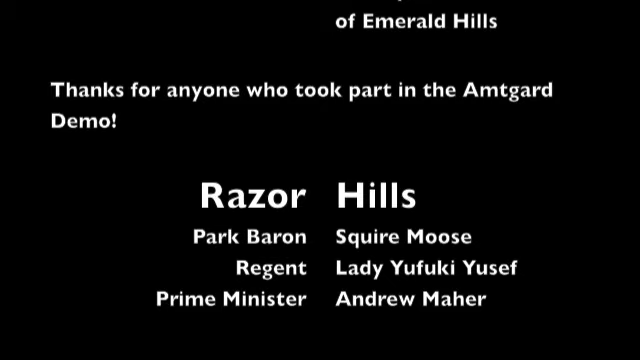 of Emerald Hills
Thanks for anyone who took part in the Amtgard
Demo!
Razor Hills
Park Baron Squire Moose
Regent Lady Yufuki Yusef
Prime Minister Andrew Maher